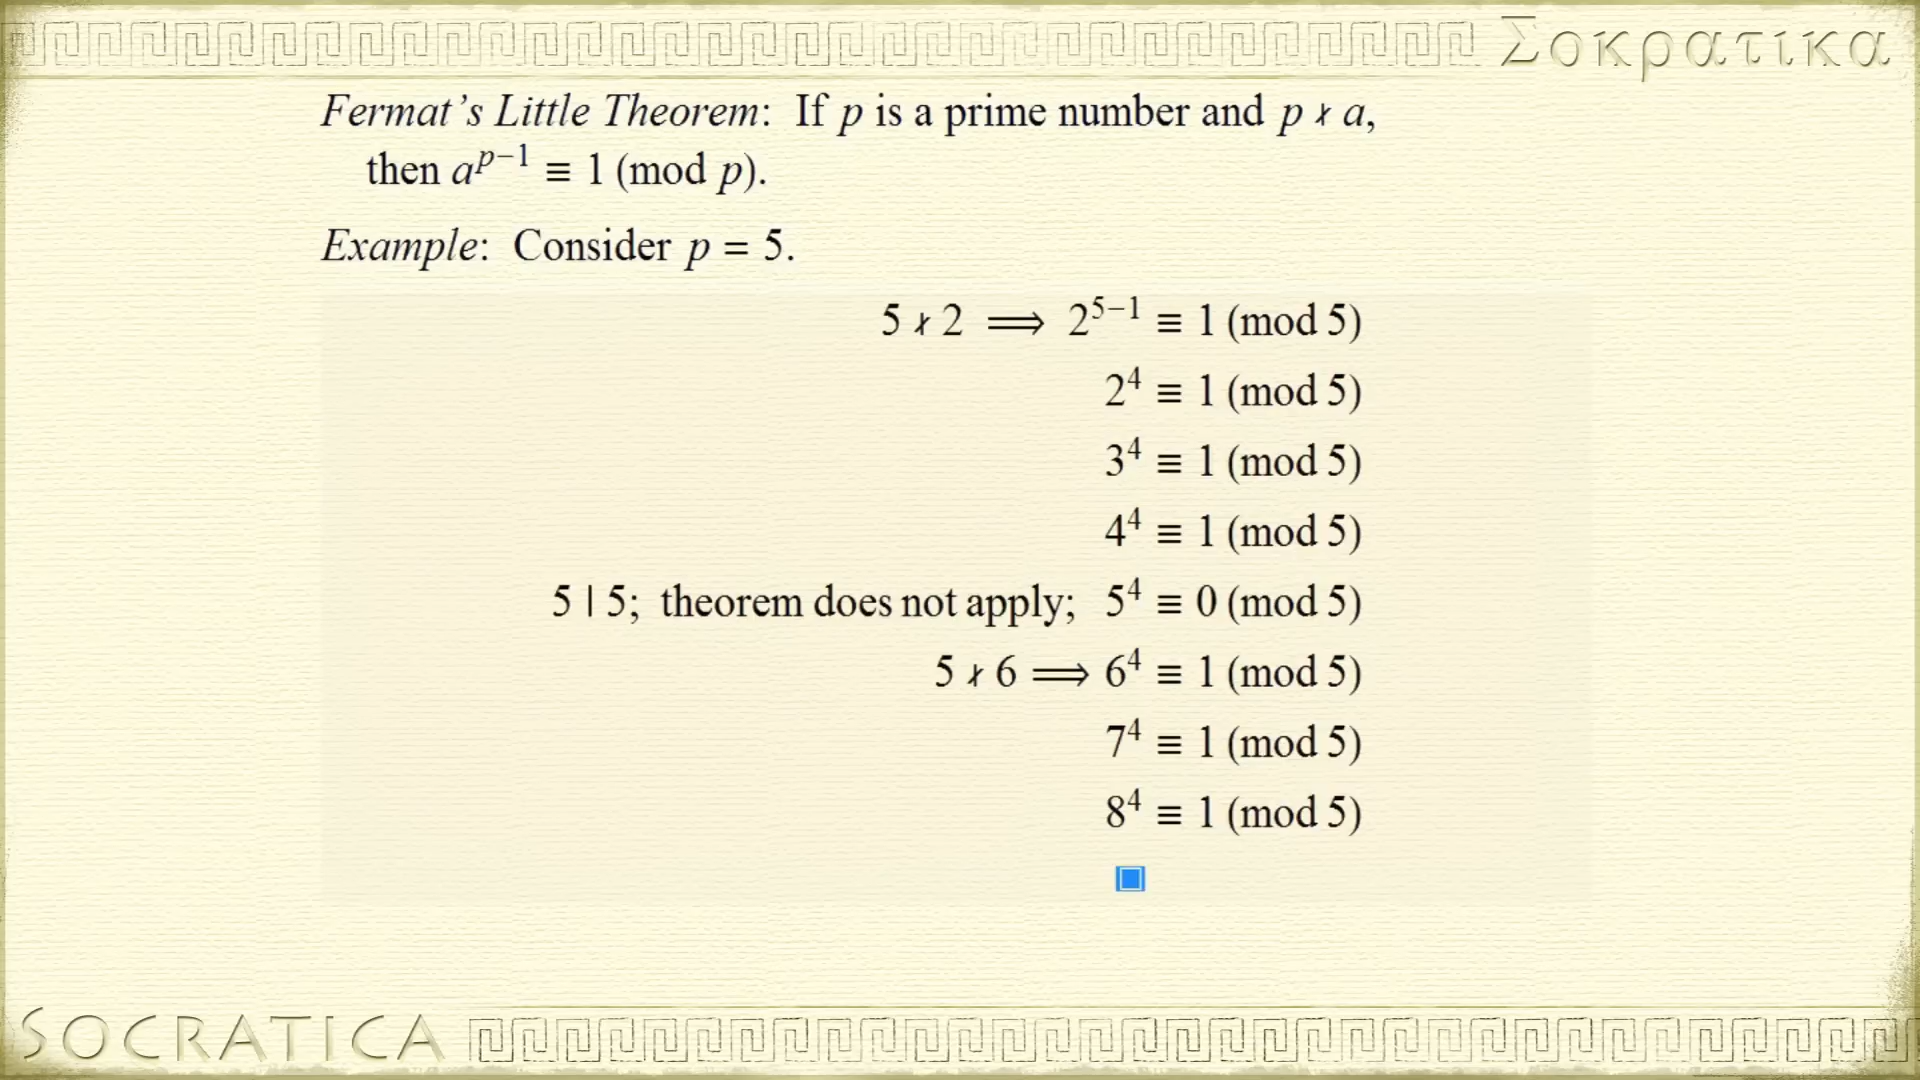 Σοκρατικα
Fermat’s Little Theorem: If p is a prime number and p ∤ a,
then a^{p−1} ≡ 1 (mod p).
Example: Consider p = 5.
5 ∤ 2 ⟹ 2^{5−1} ≡ 1 (mod 5)
2^4 ≡ 1 (mod 5)
3^4 ≡ 1 (mod 5)
4^4 ≡ 1 (mod 5)
5 | 5; theorem does not apply; 5^4 ≡ 0 (mod 5)
5 ∤ 6 ⟹ 6^4 ≡ 1 (mod 5)
7^4 ≡ 1 (mod 5)
8^4 ≡ 1 (mod 5)
SOCRATICA